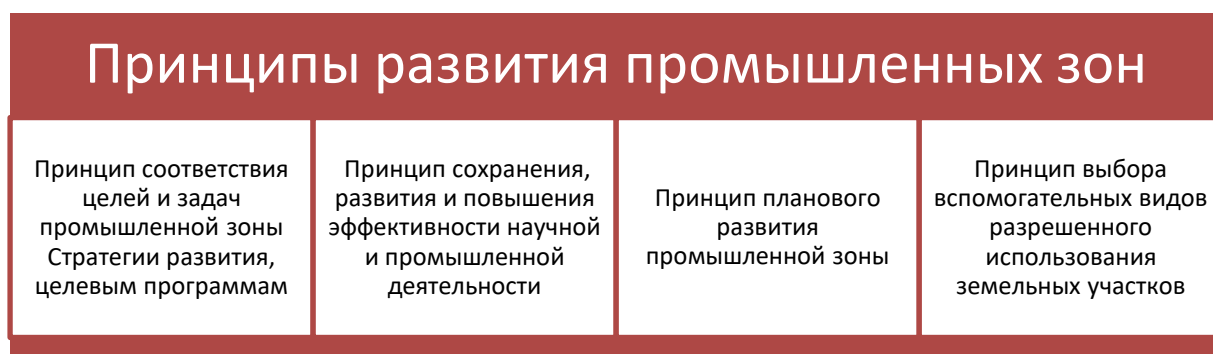 Принципы развития промышленных зон
Принцип соответствия
целей и задач
промышленной зоны
Стратегии развития,
целевым программам
Принцип сохранения,
развития и повышения
эффективности научной
и промышленной
деятельности
Принцип планового
развития
промышленной зоны
Принцип выбора
вспомогательных видов
разрешенного
использования
земельных участков